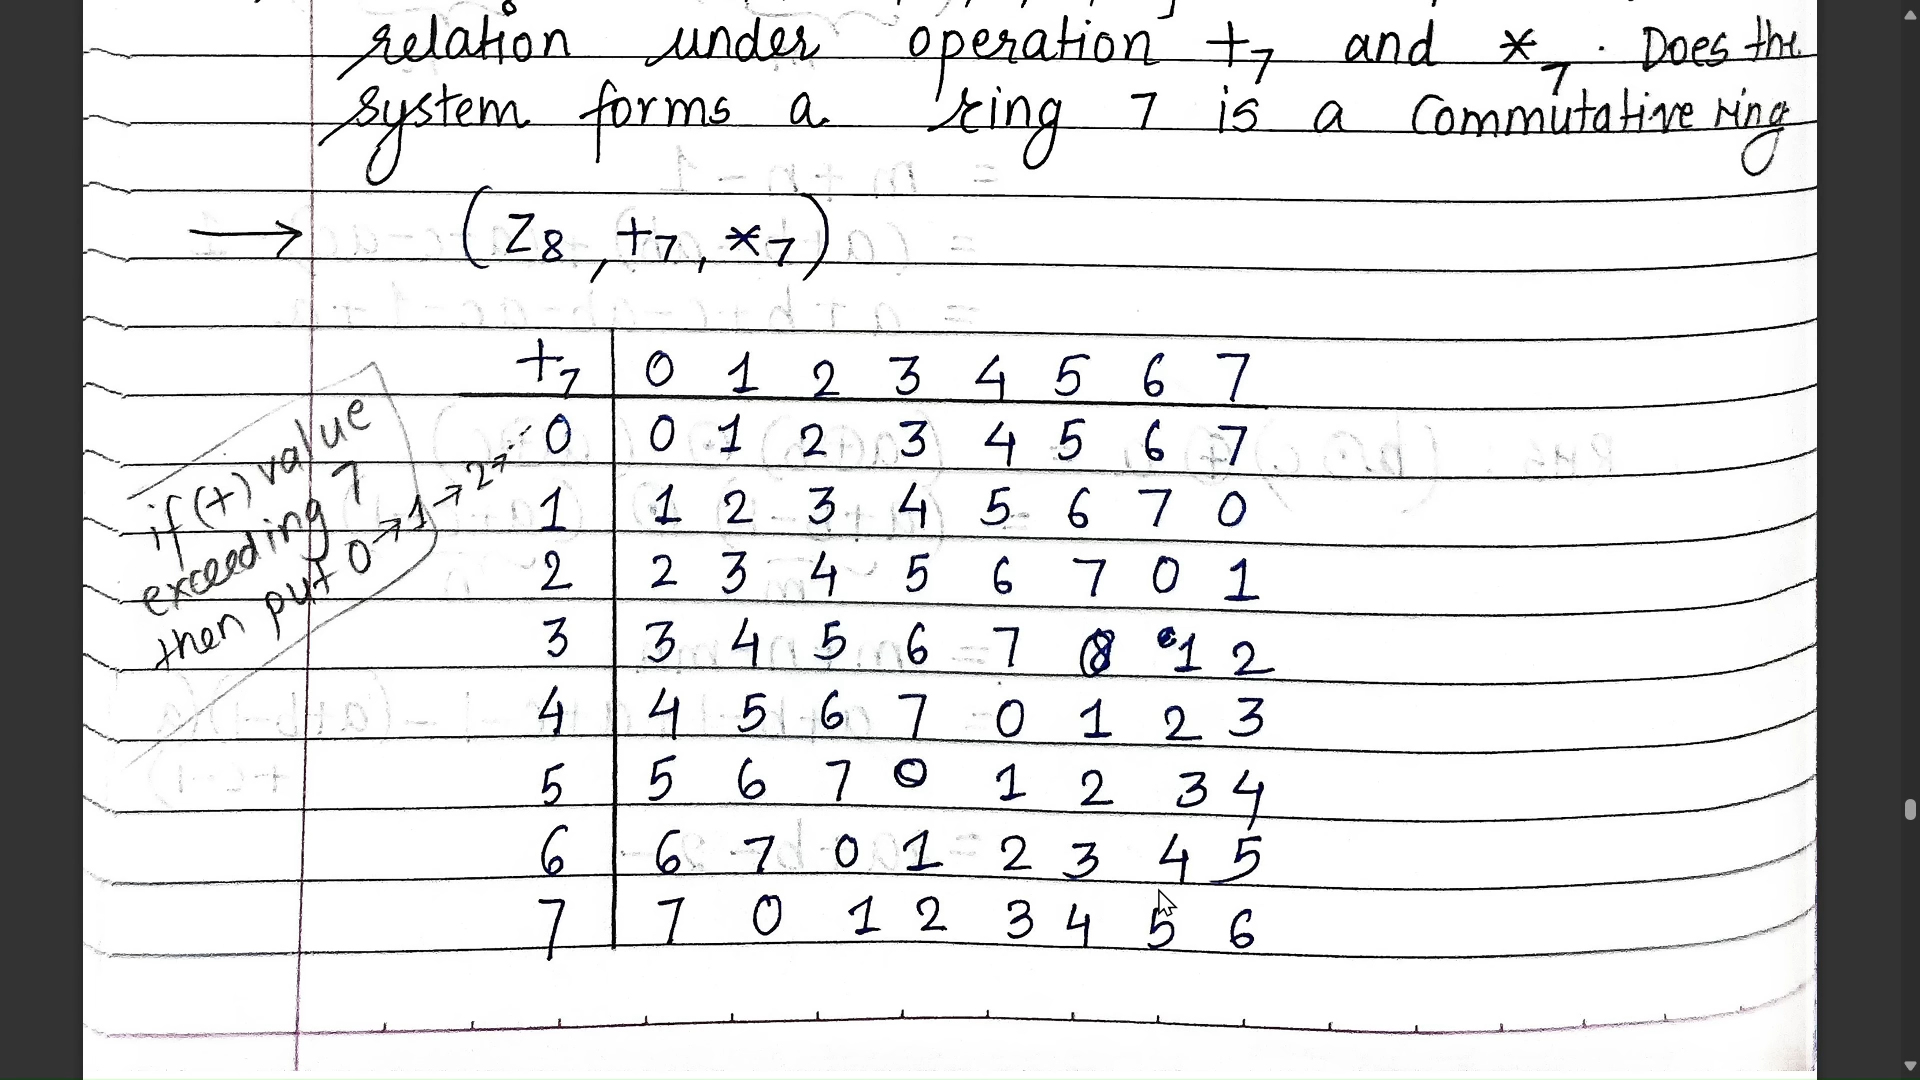 relation under operation +7 and *7 . Does the
system forms a ring 7 is a commutative ring
→ (Z8, +7, *7)
+7 0 1 2 3 4 5 6 7
0 0 1 2 3 4 5 6 7
1 1 2 3 4 5 6 7 0
2 2 3 4 5 6 7 0 1
3 3 4 5 6 7 1 2
4 4 5 6 7 0 1 2 3
5 5 6 7 0 1 2 3 4
6 6 7 0 1 2 3 4 5
7 7 0 1 2 3 4 5 6
if (+) value
exceeding 7
then put 0 → 1 → 2 →